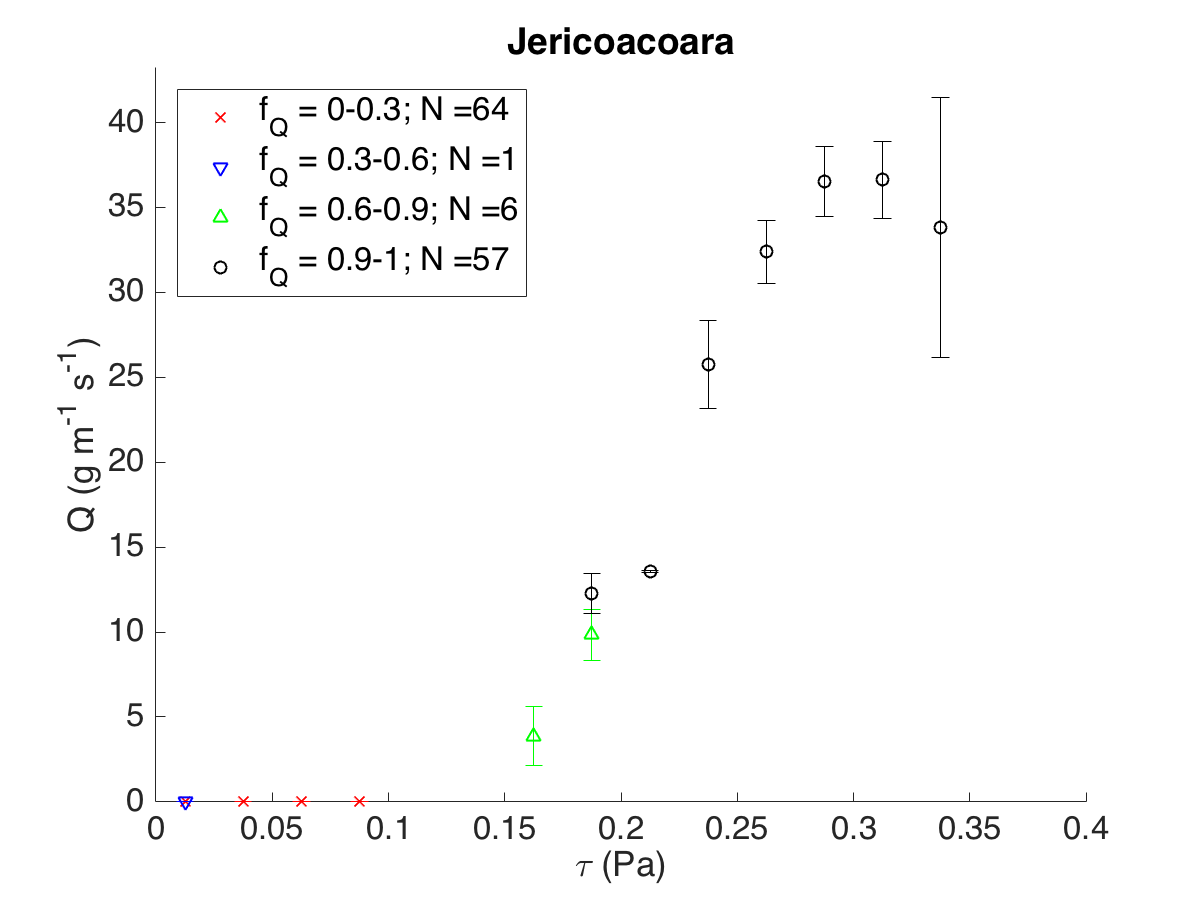 Jericoacoara
f_Q = 0-0.3; N =64
f_Q = 0.3-0.6; N =1
f_Q = 0.6-0.9; N =6
f_Q = 0.9-1; N =57
Q (g m^-1 s^-1)
40
35
30
25
20
15
10
5
0
0 0.05 0.1 0.15 0.2 0.25 0.3 0.35 0.4
τ (Pa)